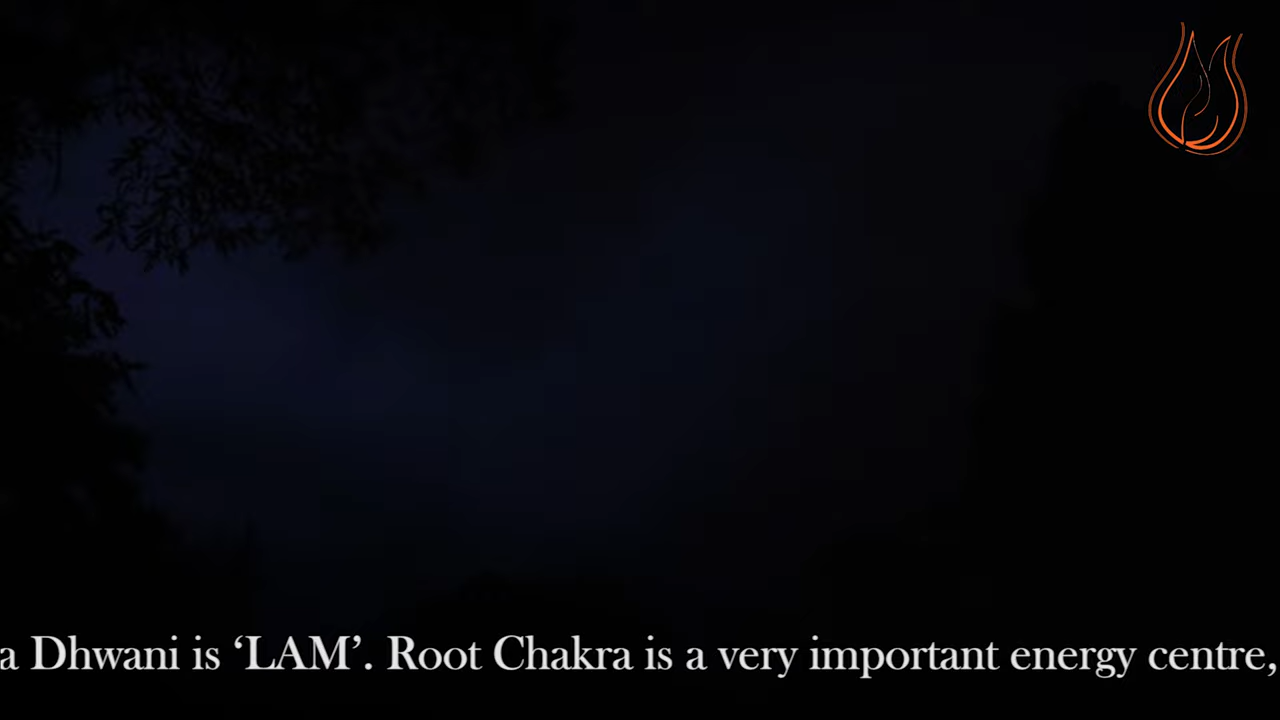 a Dhwani is ‘LAM’. Root Chakra is a very important energy centre,